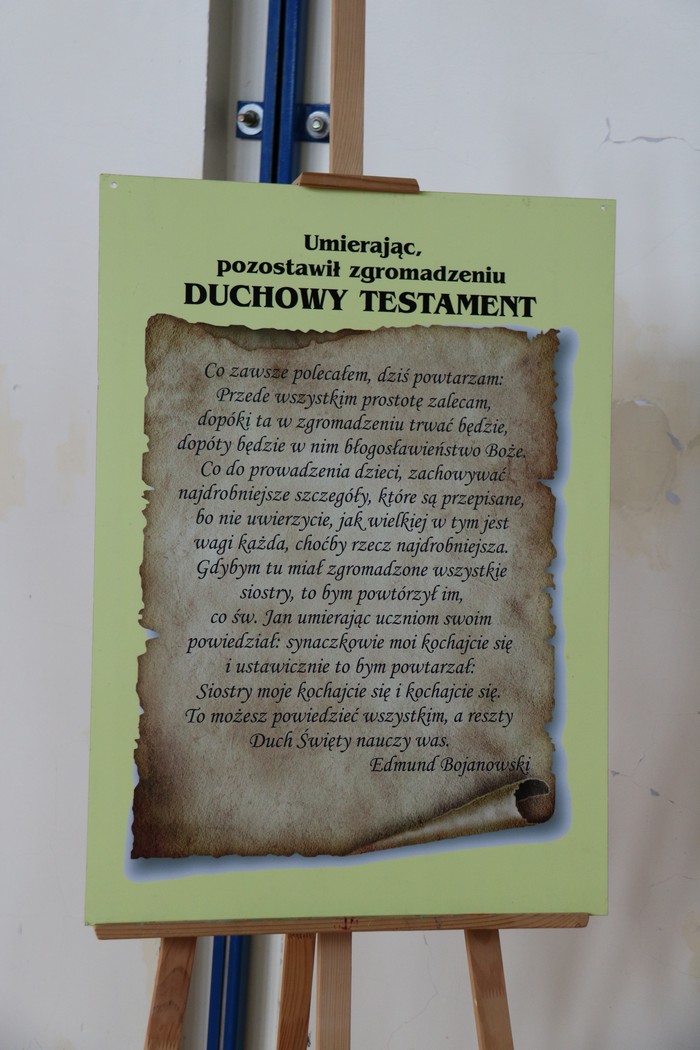 Umierając,
pozostawił zgromadzeniu
DUCHOWY TESTAMENT
Co zawsze polecałem, dziś powtarzam:
Przede wszystkim prostotę zalecam,
dopóki ta w zgromadzeniu trwać będzie,
dopóty będzie w nim błogosławieństwo Boże.
Co do prowadzenia dzieci, zachowywać
najdrobniejsze szczegóły, które są przepisane,
bo nie uwierzycie, jak wielkiej w tym jest
wagi każda, choćby rzecz najdrobniejsza.
Gdybym tu miał zgromadzone wszystkie
siostry, to bym powtórzył im,
co św. Jan umierając uczniom swoim
powiedział: synaczkowie moi kochajcie się
i ustawicznie to bym powtarzał:
Siostry moje kochajcie się i kochajcie się.
To możesz powiedzieć wszystkim, a reszty
Duch Święty nauczy was.
Edmund Bojanowski